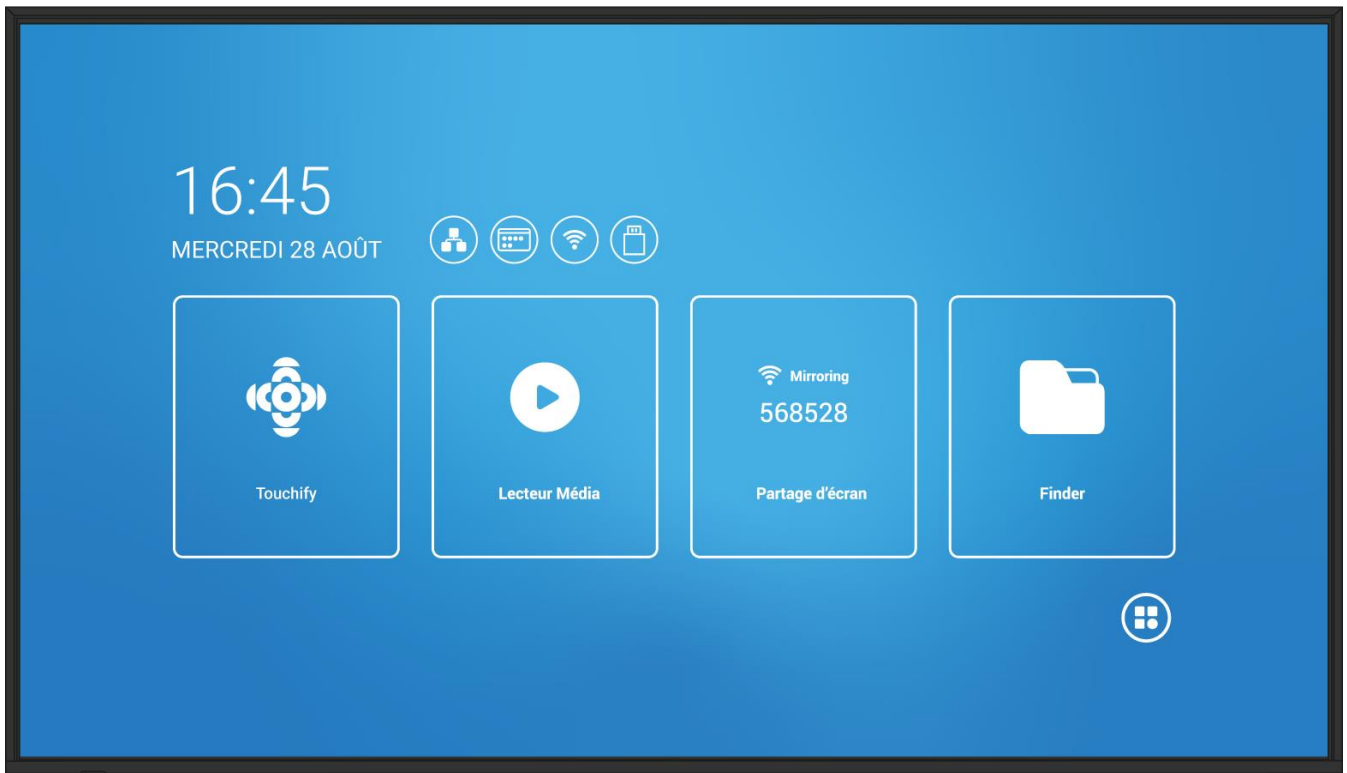 16:45
MERCREDI 28 AOÛT
Touchify
Lecteur Média
Mirroring
568528
Partage d'écran
Finder